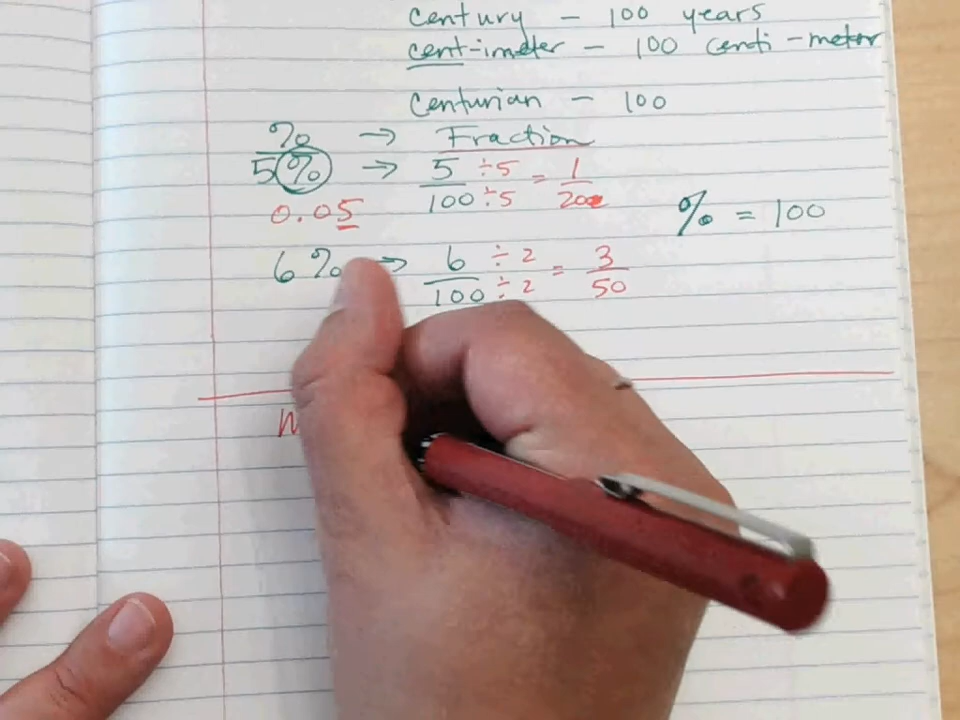 Century - 100 years
cent-imeter - 100 centi-meter
Centurian - 100
% → Fraction
5% → 5/100 ÷5/÷5 = 1/20
0.05
% = 100
6% → 6/100 ÷2/÷2 = 3/50